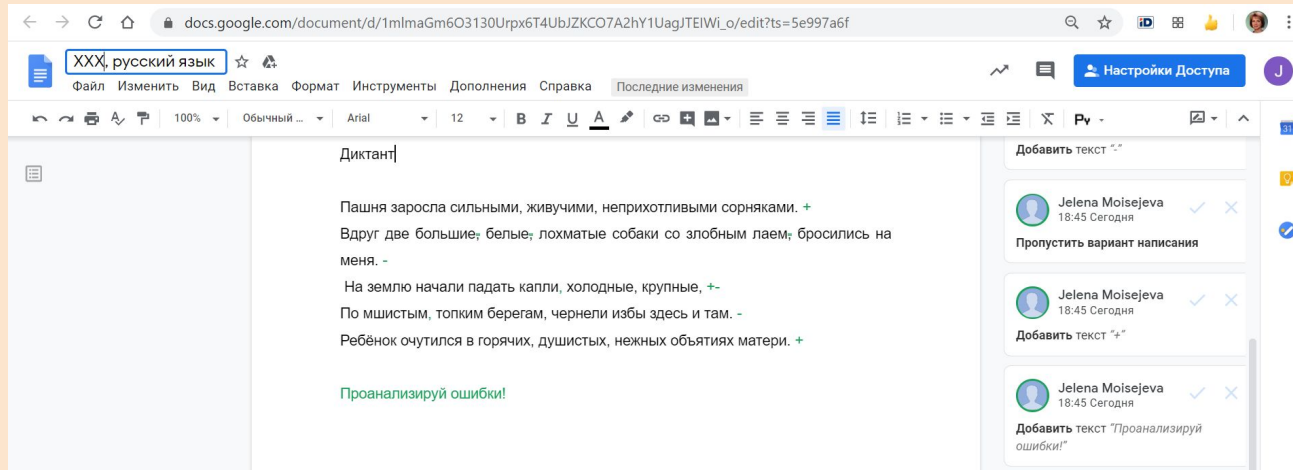 docs.google.com/document/d/1mlmaGm6O3130Urpx6T4UbJZKCO7A2hY1UagJTEIWi_o/edit?ts=5e997a6f
XXX, русский язык
Файл Изменить Вид Вставка Формат Инструменты Дополнения Справка Последние изменения
Настройки Доступа
J
100% Обычный ... Arial 12 B I U A Ру
31
Диктант
Пашня заросла сильными, живучими, неприхотливыми сорняками. +
Вдруг две большие, белые, лохматые собаки со злобным лаем, бросились на
меня. -
На землю начали падать капли, холодные, крупные, +-
По мшистым, топким берегам, чернели избы здесь и там. -
Ребёнок очутился в горячих, душистых, нежных объятиях матери. +
Проанализируй ошибки!
Добавить текст "-"
Jelena Moisejeva
18:45 Сегодня
Пропустить вариант написания
Jelena Moisejeva
18:45 Сегодня
Добавить текст "+"
Jelena Moisejeva
18:45 Сегодня
Добавить текст "Проанализируй
ошибки!"